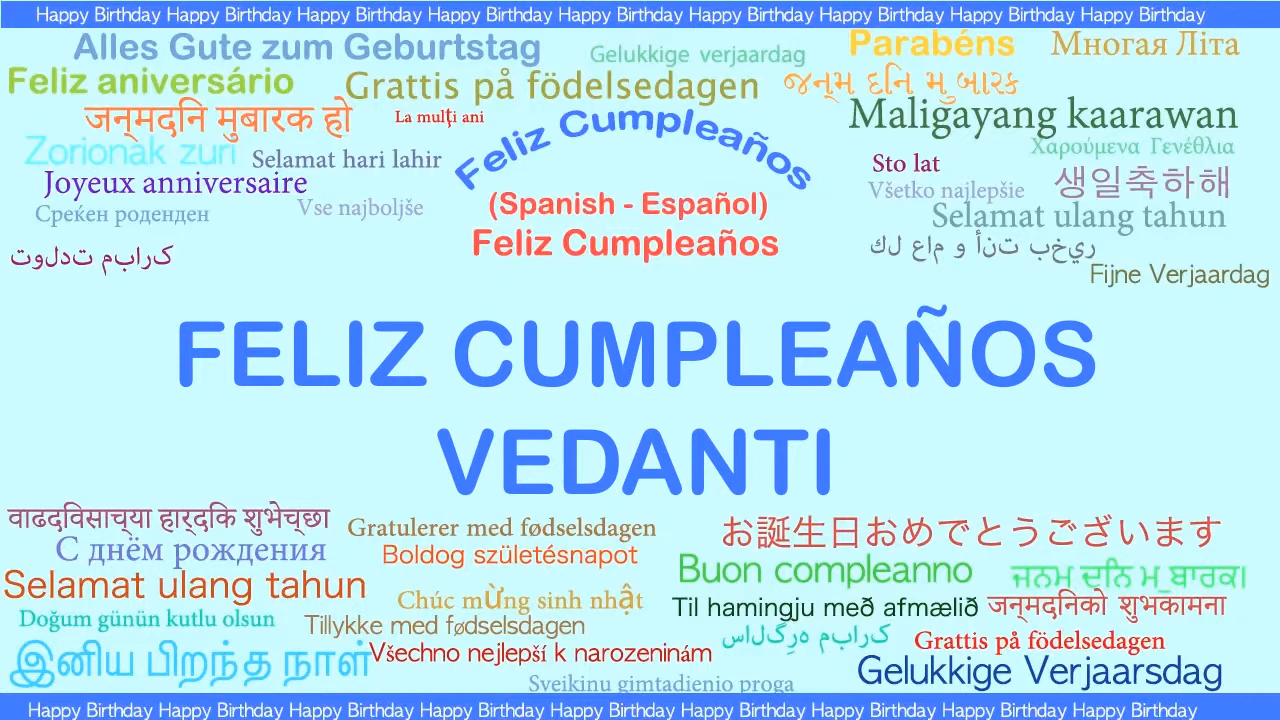 Happy Birthday Happy Birthday Happy Birthday Happy Birthday Happy Birthday Happy Birthday Happy Birthday Happy Birthday Happy Birthday
Alles Gute zum Geburtstag
Gelukkige verjaardag
Parabéns
Многая Літа
Feliz aniversário
Grattis på födelsedagen
જન્મ દિન મુબારક
जन्मदिन मुबारक हो
La mulţi ani
Feliz Cumpleaños
Maligayang kaarawan
Zorionak zuri
Selamat hari lahir
(Spanish - Español)
Sto lat
Χαρούμενα Γενέθλια
Joyeux anniversaire
Vse najboljše
Všetko najlepšie
생일축하해
Среќен роденден
Feliz Cumpleaños
Selamat ulang tahun
تولدت مبارک
كل عام و أنت بخير
Fijne Verjaardag
FELIZ CUMPLEAÑOS
VEDANTI
वाढदिवसाच्या हार्दिक शुभेच्छा
Gratulerer med fødselsdagen
お誕生日おめでとうございます
С днём рождения
Boldog születésnapot
Buon compleanno
ਜਨਮ ਦਿਨ ਮੁਬਾਰਕ।
Selamat ulang tahun
Chúc mừng sinh nhật
Til hamingju með afmælið
जन्मदिनको शुभकामना
Doğum günün kutlu olsun
Tillykke med fødselsdagen
سالگرہ مبارک
Grattis på födelsedagen
இனிய பிறந்த நாள்
Všechno nejlepší k narozeninám
Gelukkige Verjaarsdag
Sveikinu gimtadienio proga
Happy Birthday Happy Birthday Happy Birthday Happy Birthday Happy Birthday Happy Birthday Happy Birthday Happy Birthday Happy Birthday